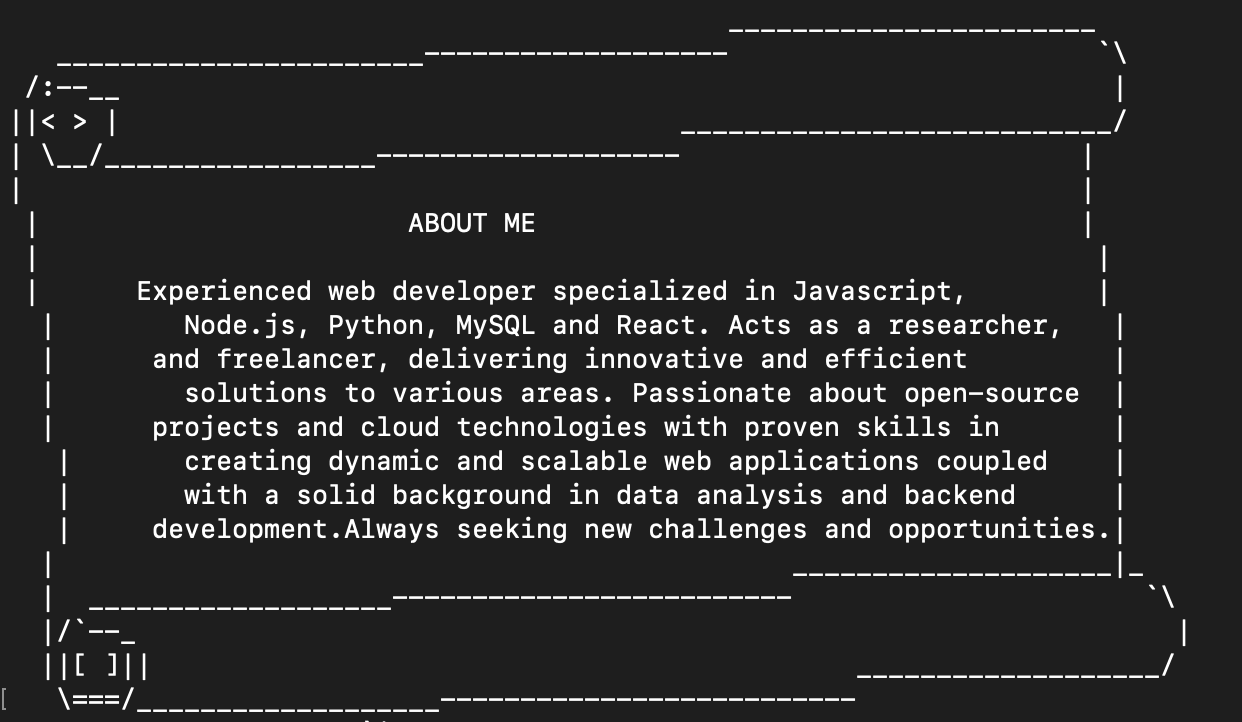 ABOUT ME
Experienced web developer specialized in Javascript,
Node.js, Python, MySQL and React. Acts as a researcher,
and freelancer, delivering innovative and efficient
solutions to various areas. Passionate about open-source
projects and cloud technologies with proven skills in
creating dynamic and scalable web applications coupled
with a solid background in data analysis and backend
development.Always seeking new challenges and opportunities.